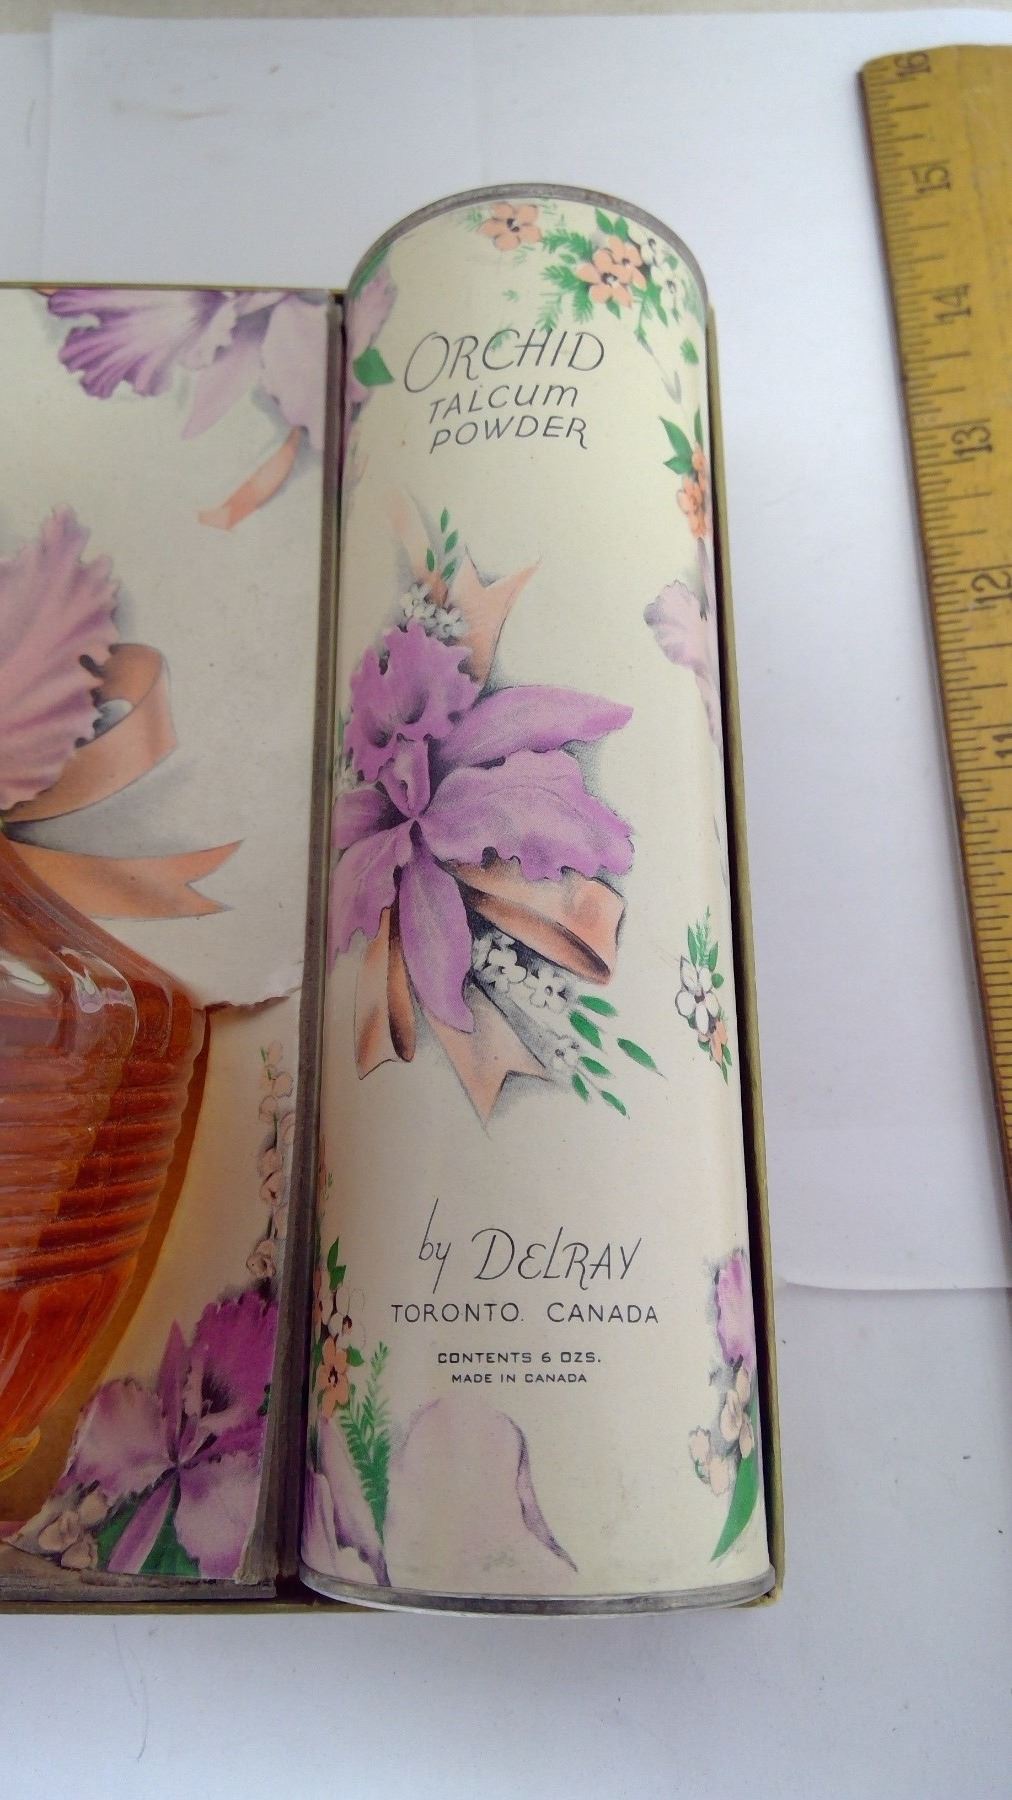 ORCHID
TALCUM
POWDER
by DELRAY
TORONTO. CANADA
CONTENTS 6 OZS.
MADE IN CANADA
16
15
14
13
12
11